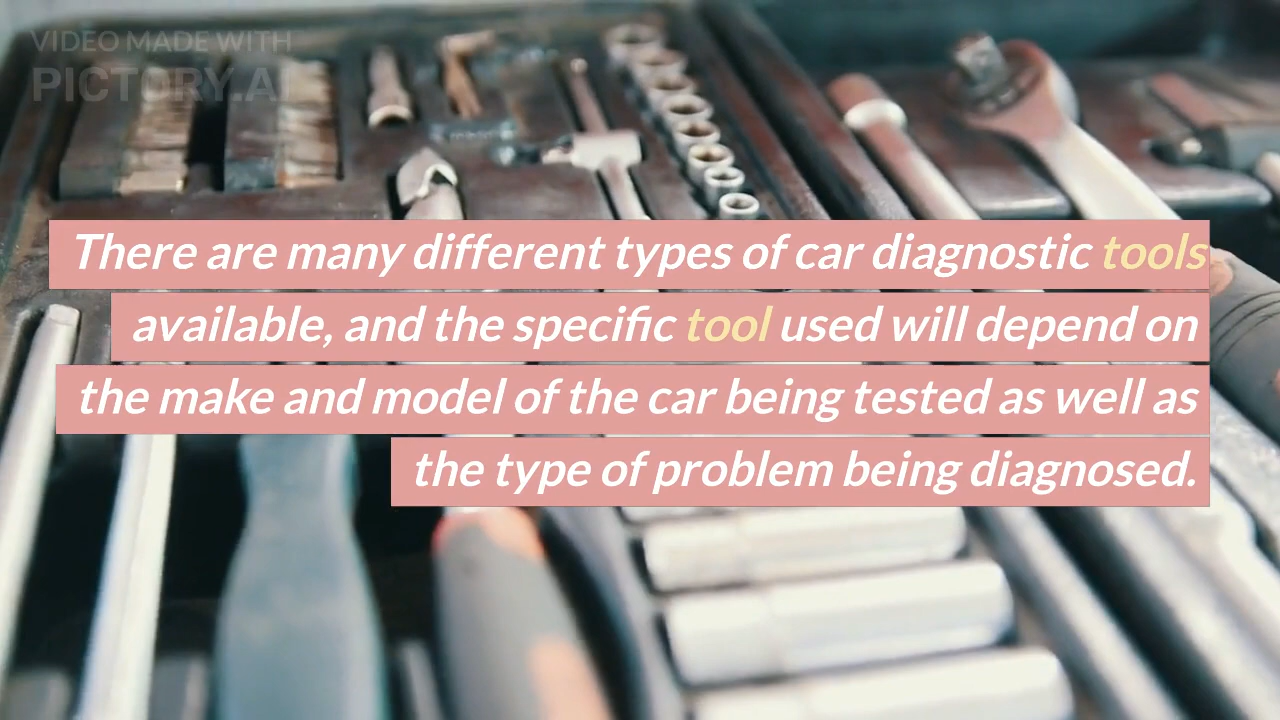 VIDEO MADE WITH
PICTORY.AI
There are many different types of car diagnostic tools
available, and the specific tool used will depend on
the make and model of the car being tested as well as
the type of problem being diagnosed.